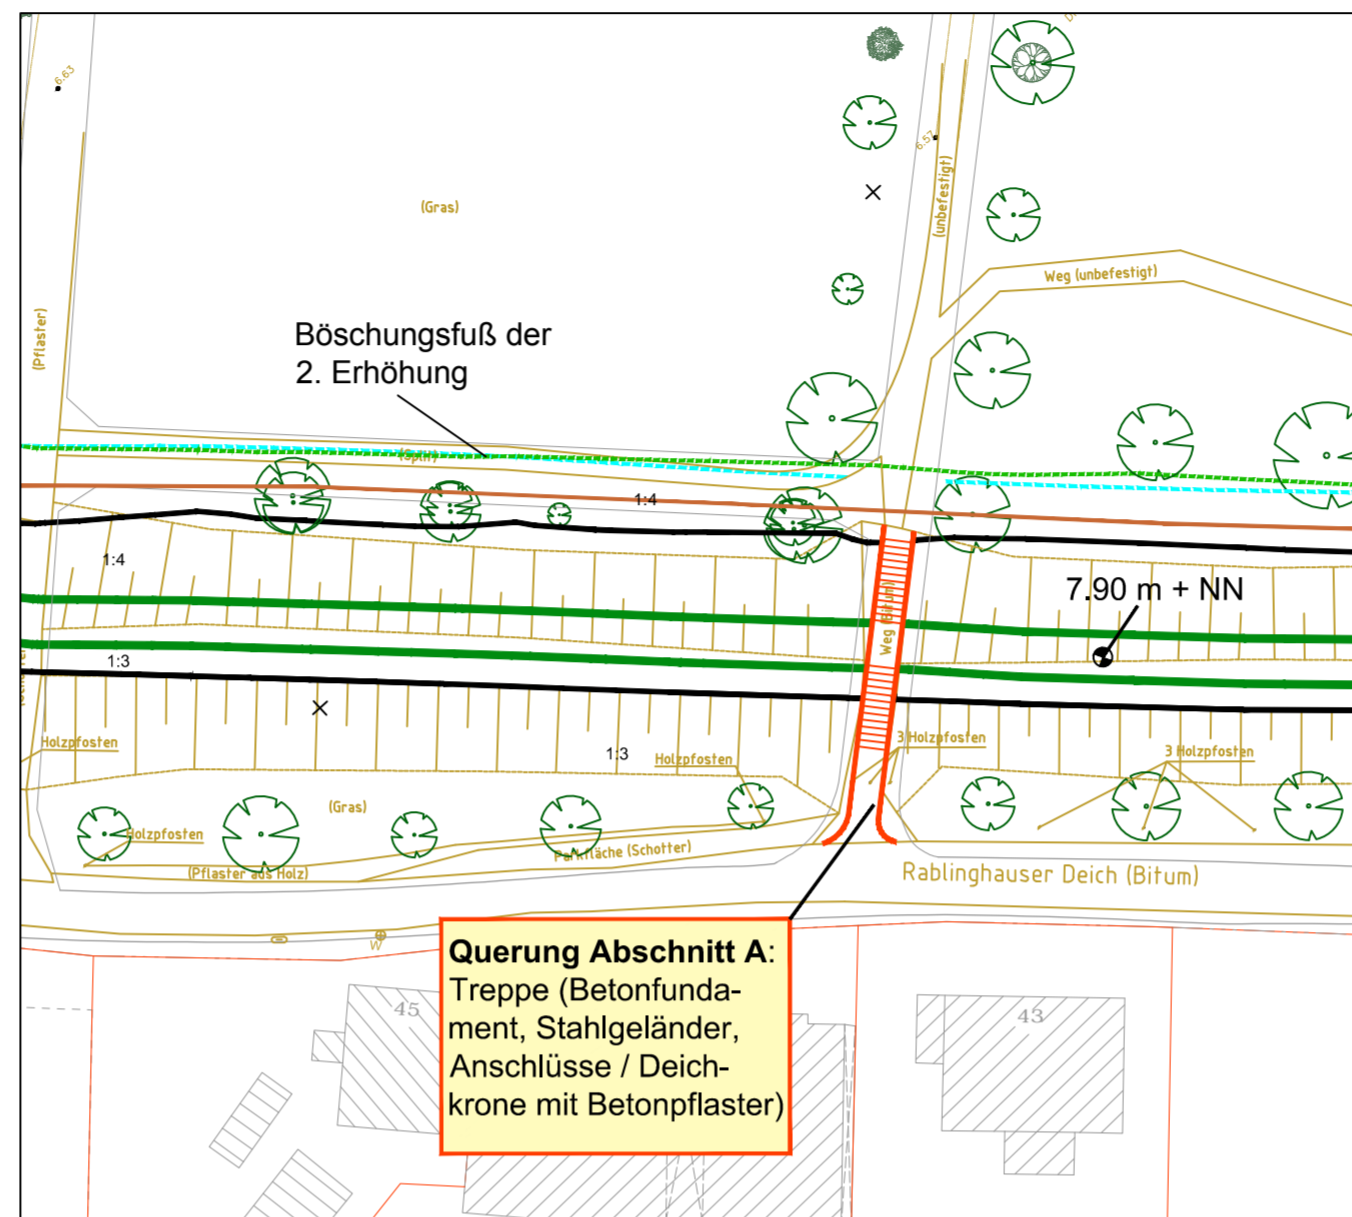 6.63
6.57
(unbefestigt)
(Gras)
Weg (unbefestigt)
(Pflaster)
Böschungsfuß der
2. Erhöhung
(Split)
1:4
1:4
7.90 m + NN
Weg (Bitum)
1:3
Holzpfosten
1:3
Holzpfosten
3 Holzpfosten
3 Holzpfosten
(Gras)
Holzpfosten
Parkfläche (Schotter)
(Pflaster aus Holz)
Rablinghauser Deich (Bitum)
W
Querung Abschnitt A:
Treppe (Betonfunda-
ment, Stahlgeländer,
Anschlüsse / Deich-
krone mit Betonpflaster)
45
43